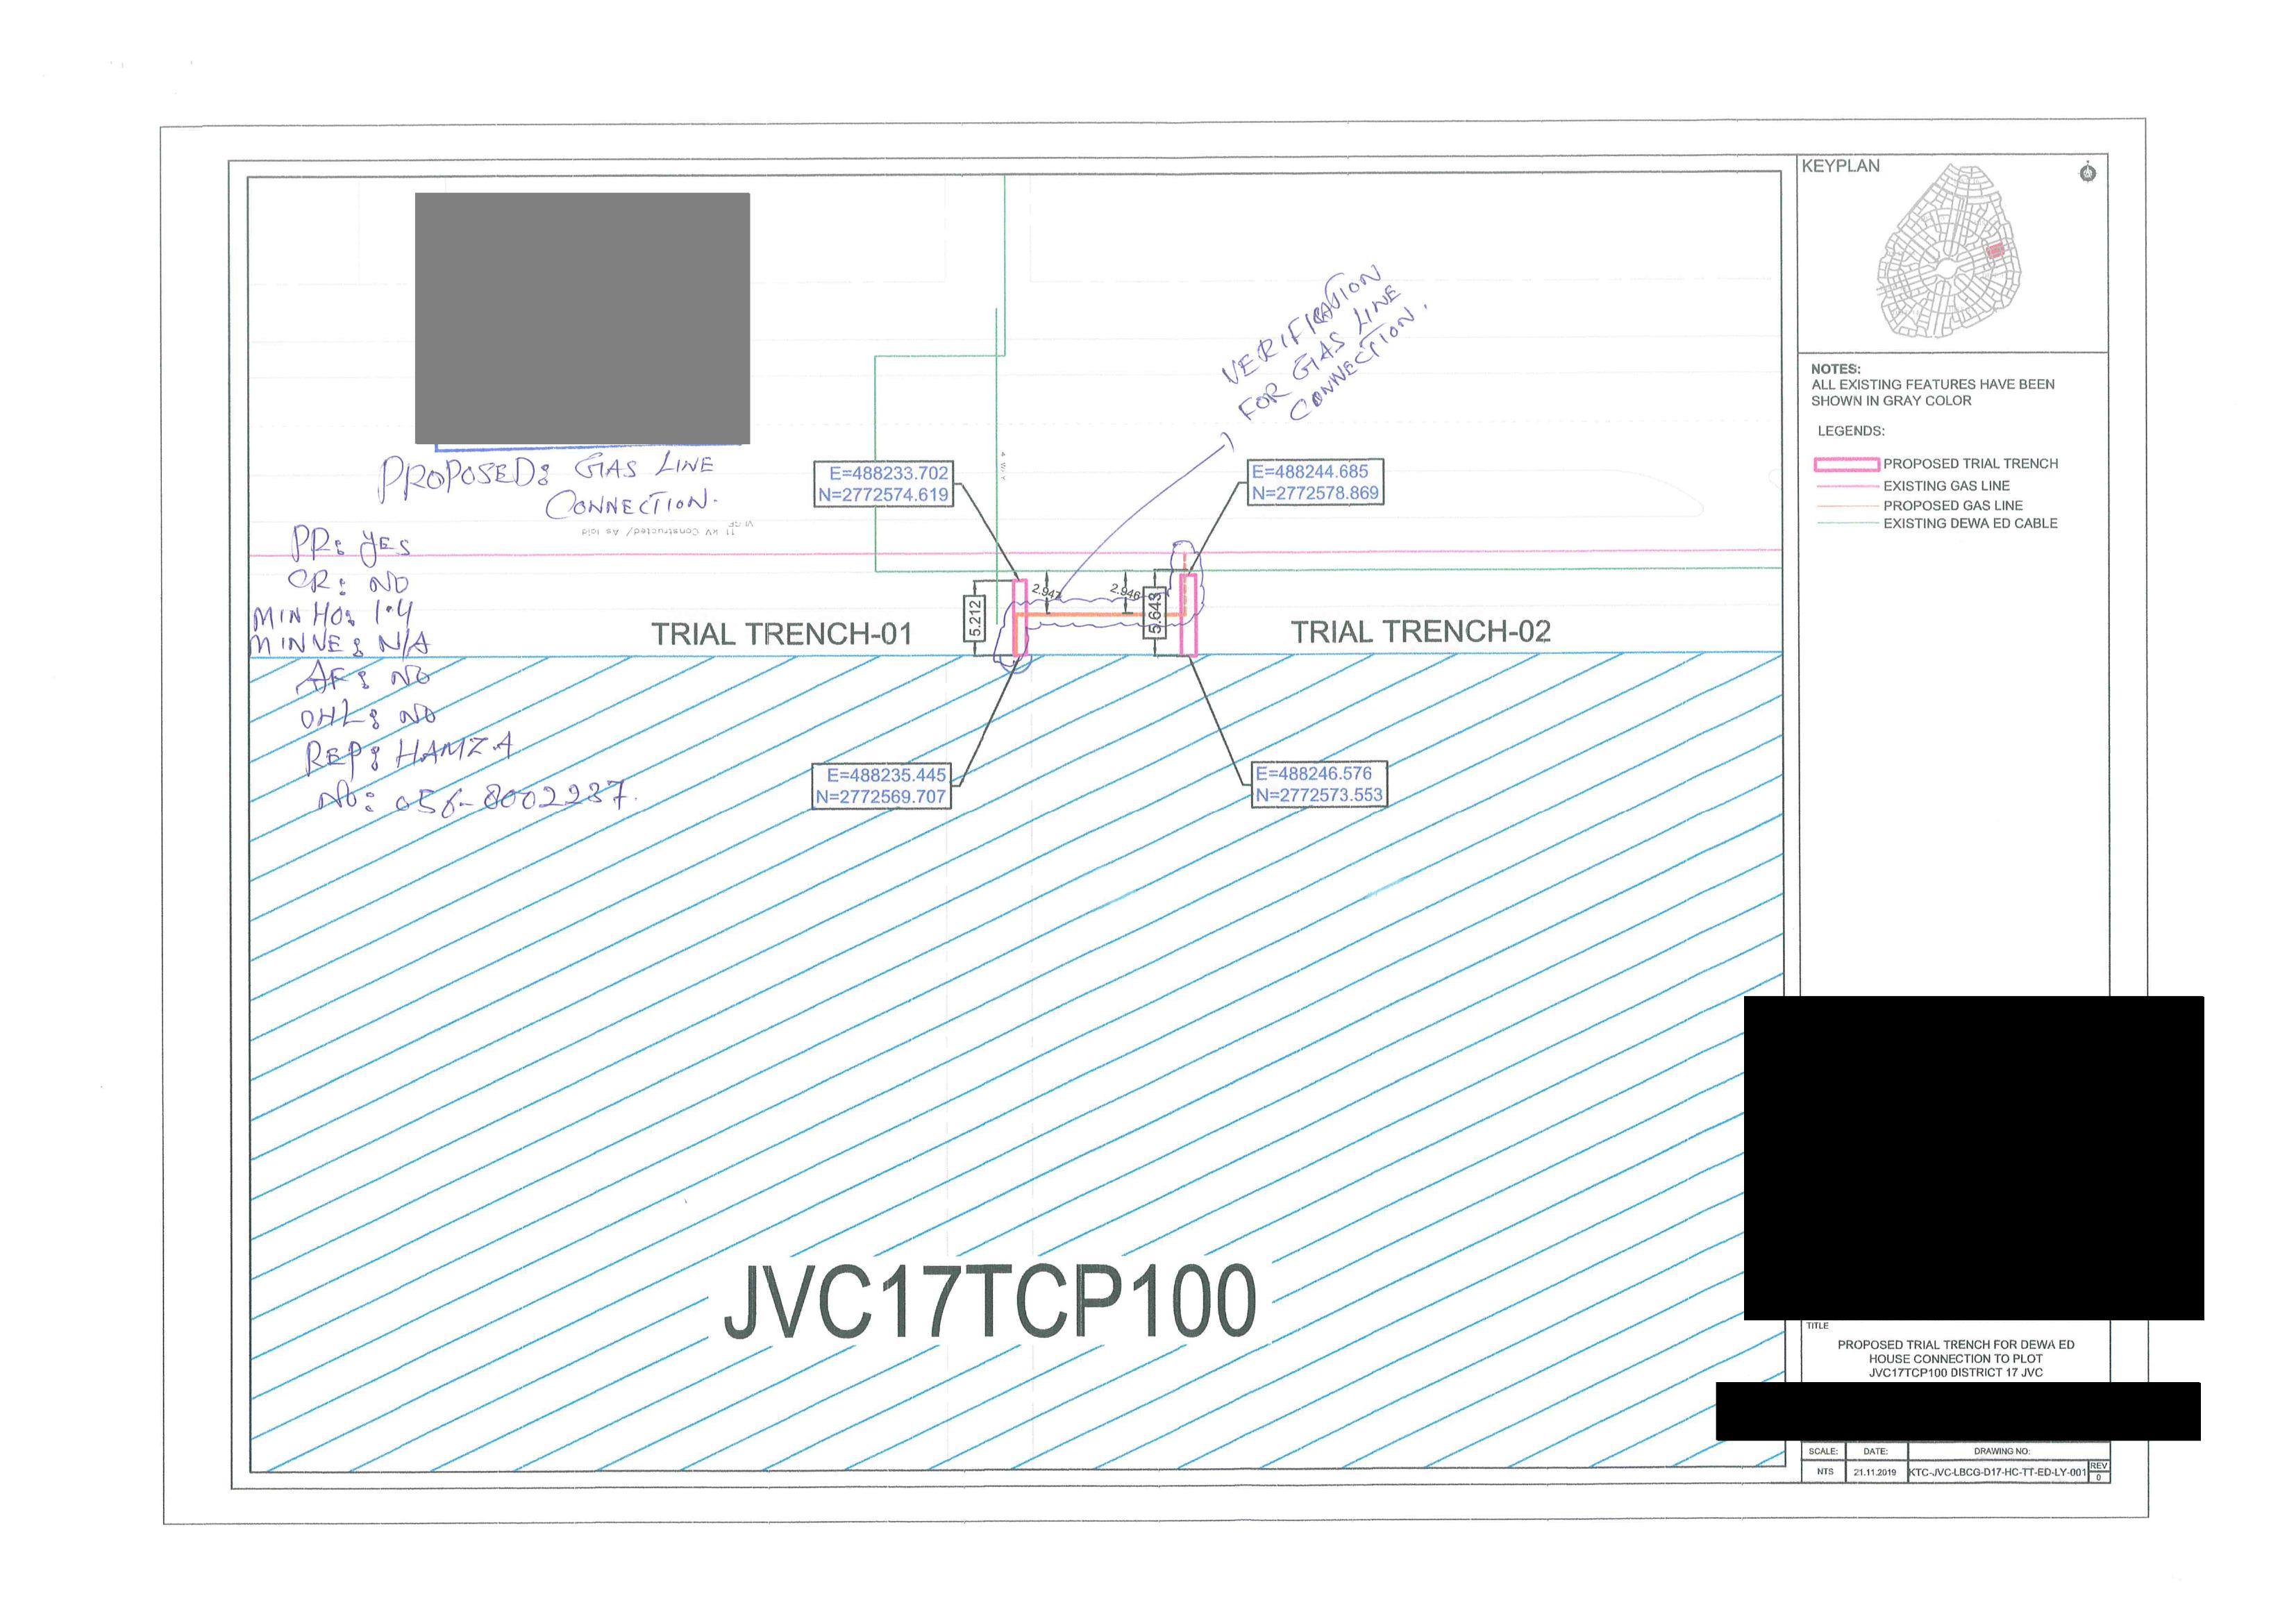 PROPOSED: GAS LINE
CONNECTION.
11 kV Constructed/ As laid
PR: YES
CR: NO
MIN HO: 1.4
MIN VE: N/A
AF: NO
OHL: NO
REP: HAMZA
No: 056-8002237.
VERIFICATION
FOR GAS LINE
CONNECTION.
E=488233.702
N=2772574.619
E=488244.685
N=2772578.869
5.212
2.946
5.643
TRIAL TRENCH-01
TRIAL TRENCH-02
E=488235.445
N=2772569.707
E=488246.576
N=2772573.553
JVC17TCP100
KEYPLAN
NOTES:
ALL EXISTING FEATURES HAVE BEEN
SHOWN IN GRAY COLOR
LEGENDS:
PROPOSED TRIAL TRENCH
EXISTING GAS LINE
PROPOSED GAS LINE
EXISTING DEWA ED CABLE
TITLE
PROPOSED TRIAL TRENCH FOR DEWA ED
HOUSE CONNECTION TO PLOT
JVC17TCP100 DISTRICT 17 JVC
SCALE: DATE: DRAWING NO:
NTS 21.11.2019 KTC-JVC-LBCG-D17-HC-TT-ED-LY-001 REV
0